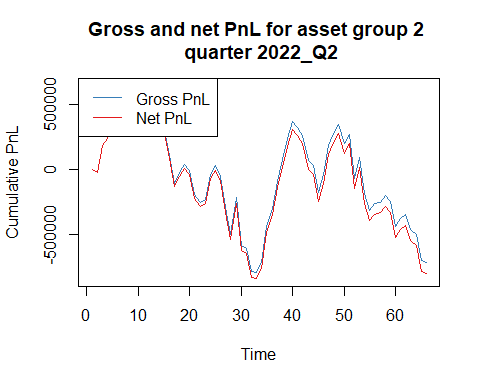 Gross and net PnL for asset group 2
quarter 2022_Q2
Gross PnL
Net PnL
Cumulative PnL
500000
0
-500000
0
10
20
30
40
50
60
Time